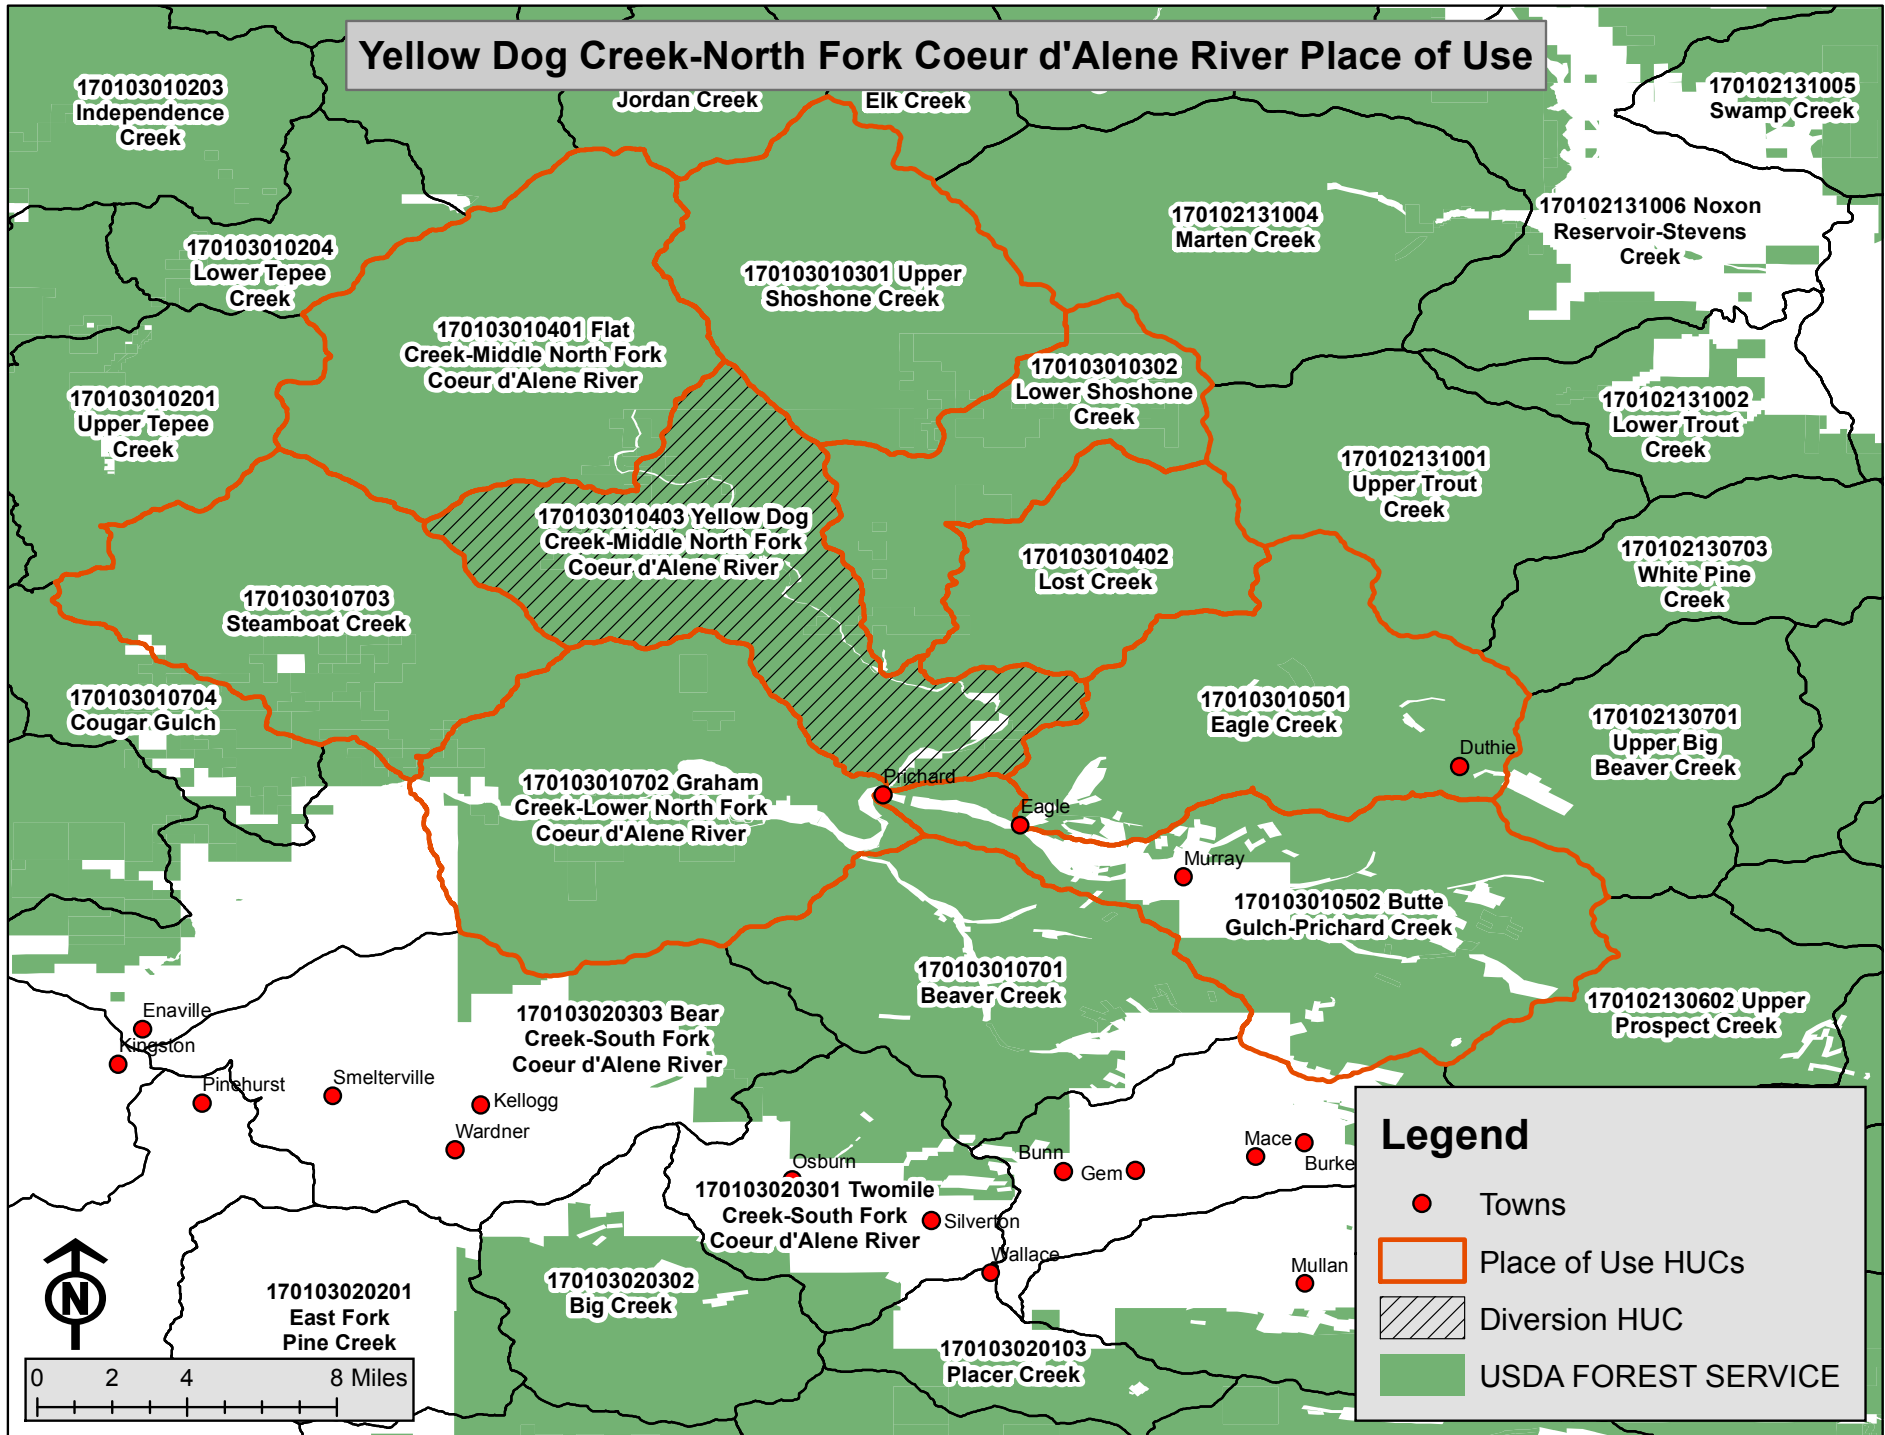 Yellow Dog Creek-North Fork Coeur d'Alene River Place of Use
170103010203
Independence
Creek
Jordan Creek
Elk Creek
170102131005
Swamp Creek
170103010204
Lower Tepee
Creek
170103010301 Upper
Shoshone Creek
170102131004
Marten Creek
170102131006 Noxon
Reservoir-Stevens
Creek
170103010401 Flat
Creek-Middle North Fork
Coeur d'Alene River
170103010302
Lower Shoshone
Creek
170103010201
Upper Tepee
Creek
170102131002
Lower Trout
Creek
170102131001
Upper Trout
Creek
170103010403 Yellow Dog
Creek-Middle North Fork
Coeur d'Alene River
170103010402
Lost Creek
170102130703
White Pine
Creek
170103010703
Steamboat Creek
170103010704
Cougar Gulch
170103010501
Eagle Creek
170102130701
Upper Big
Beaver Creek
Duthie
170103010702 Graham
Creek-Lower North Fork
Coeur d'Alene River
Prichard
Eagle
Murray
170103010502 Butte
Gulch-Prichard Creek
170103010701
Beaver Creek
170102130602 Upper
Prospect Creek
Enaville
Kingston
Pinehurst
Smelterville
170103020303 Bear
Creek-South Fork
Coeur d'Alene River
Kellogg
Wardner
Osburn
170103020301 Twomile
Creek-South Fork
Coeur d'Alene River
Silverton
Bunn
Gem
Mace
Burke
Wallace
Mullan
170103020201
East Fork
Pine Creek
170103020302
Big Creek
170103020103
Placer Creek
0 2 4 8 Miles
N
Legend
Towns
Place of Use HUCs
Diversion HUC
USDA FOREST SERVICE